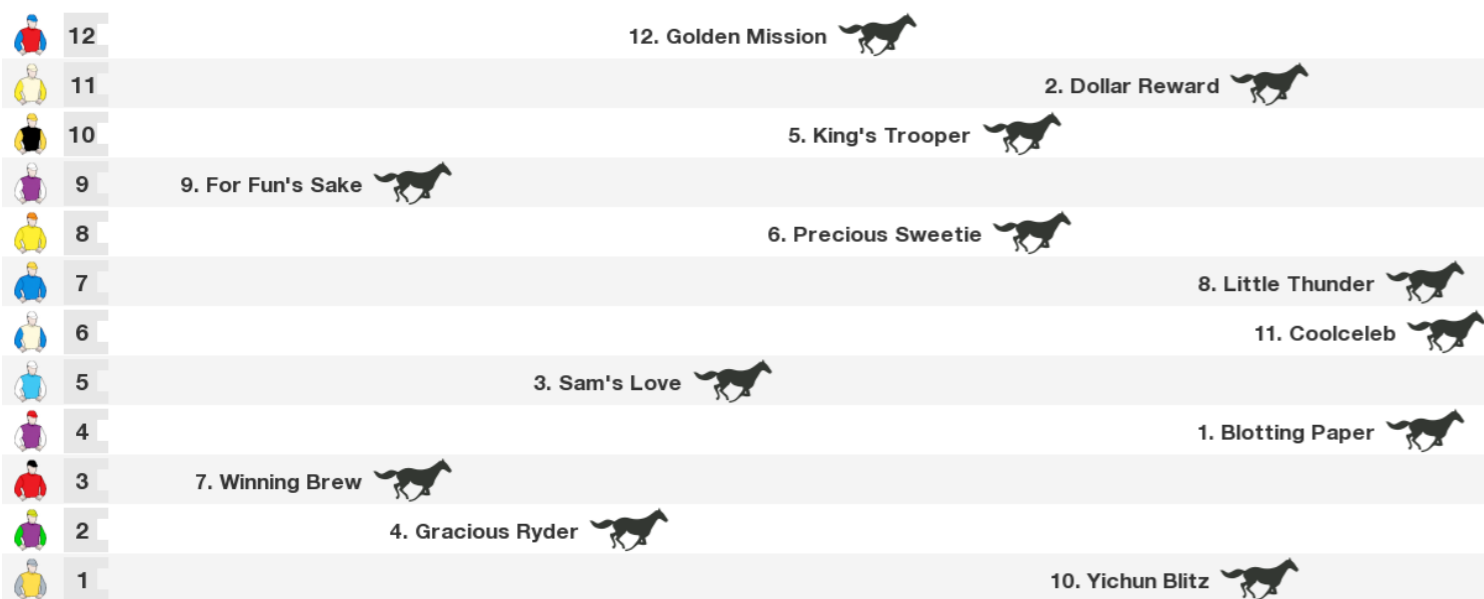 12 12. Golden Mission
11 2. Dollar Reward
10 5. King's Trooper
9 9. For Fun's Sake
8 6. Precious Sweetie
7 8. Little Thunder
6 11. Coolceleb
5 3. Sam's Love
4 1. Blotting Paper
3 7. Winning Brew
2 4. Gracious Ryder
1 10. Yichun Blitz